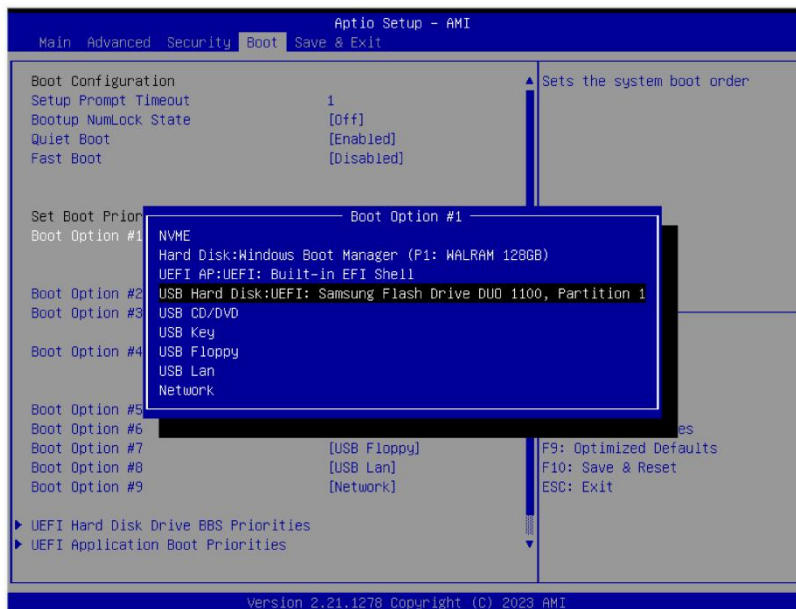 Aptio Setup – AMI
Main Advanced Security Boot Save & Exit
Boot Configuration
Setup Prompt Timeout 1
Bootup NumLock State [Off]
Quiet Boot [Enabled]
Fast Boot [Disabled]
Set Boot Prior
Boot Option #1
Boot Option #2
Boot Option #3
Boot Option #4
Boot Option #5
Boot Option #6
Boot Option #7 [USB Floppy]
Boot Option #8 [USB Lan]
Boot Option #9 [Network]
UEFI Hard Disk Drive BBS Priorities
UEFI Application Boot Priorities
Boot Option #1
NVME
Hard Disk:Windows Boot Manager (P1: WALRAM 128GB)
UEFI AP:UEFI: Built-in EFI Shell
USB Hard Disk:UEFI: Samsung Flash Drive DUO 1100, Partition 1
USB CD/DVD
USB Key
USB Floppy
USB Lan
Network
Sets the system boot order
es
F9: Optimized Defaults
F10: Save & Reset
ESC: Exit
Version 2.21.1278 Copyright (C) 2023 AMI